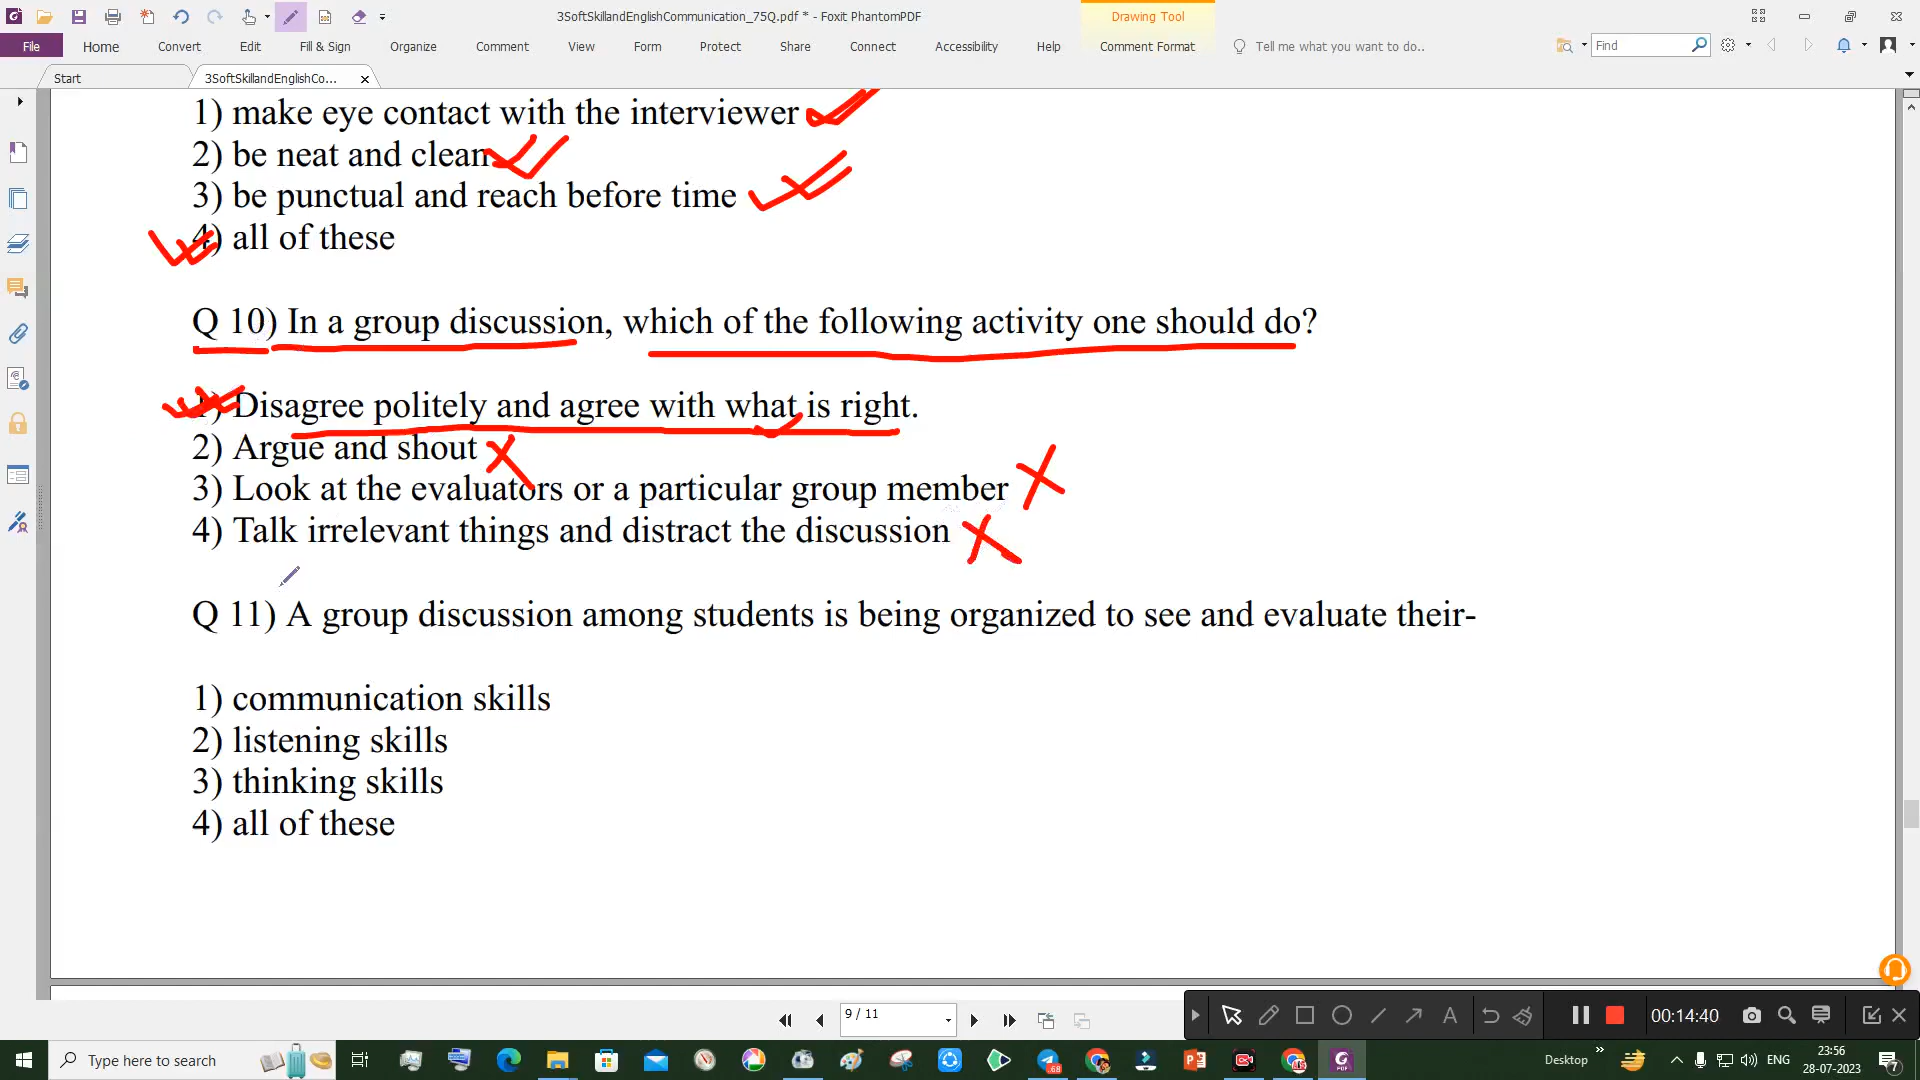 3SoftSkillandEnglishCommunication_75Q.pdf * - Foxit PhantomPDF
Drawing Tool
File Home Convert Edit Fill & Sign Organize Comment View Form Protect Share Connect Accessibility Help Comment Format Tell me what you want to do.. Find
Start 3SoftSkillandEnglishCo...
1) make eye contact with the interviewer
2) be neat and clean
3) be punctual and reach before time
4) all of these
Q 10) In a group discussion, which of the following activity one should do?
1) Disagree politely and agree with what is right.
2) Argue and shout
3) Look at the evaluators or a particular group member
4) Talk irrelevant things and distract the discussion
Q 11) A group discussion among students is being organized to see and evaluate their-
1) communication skills
2) listening skills
3) thinking skills
4) all of these
9 / 11
00:14:40
Type here to search
Desktop
ENG
23:56
28-07-2023